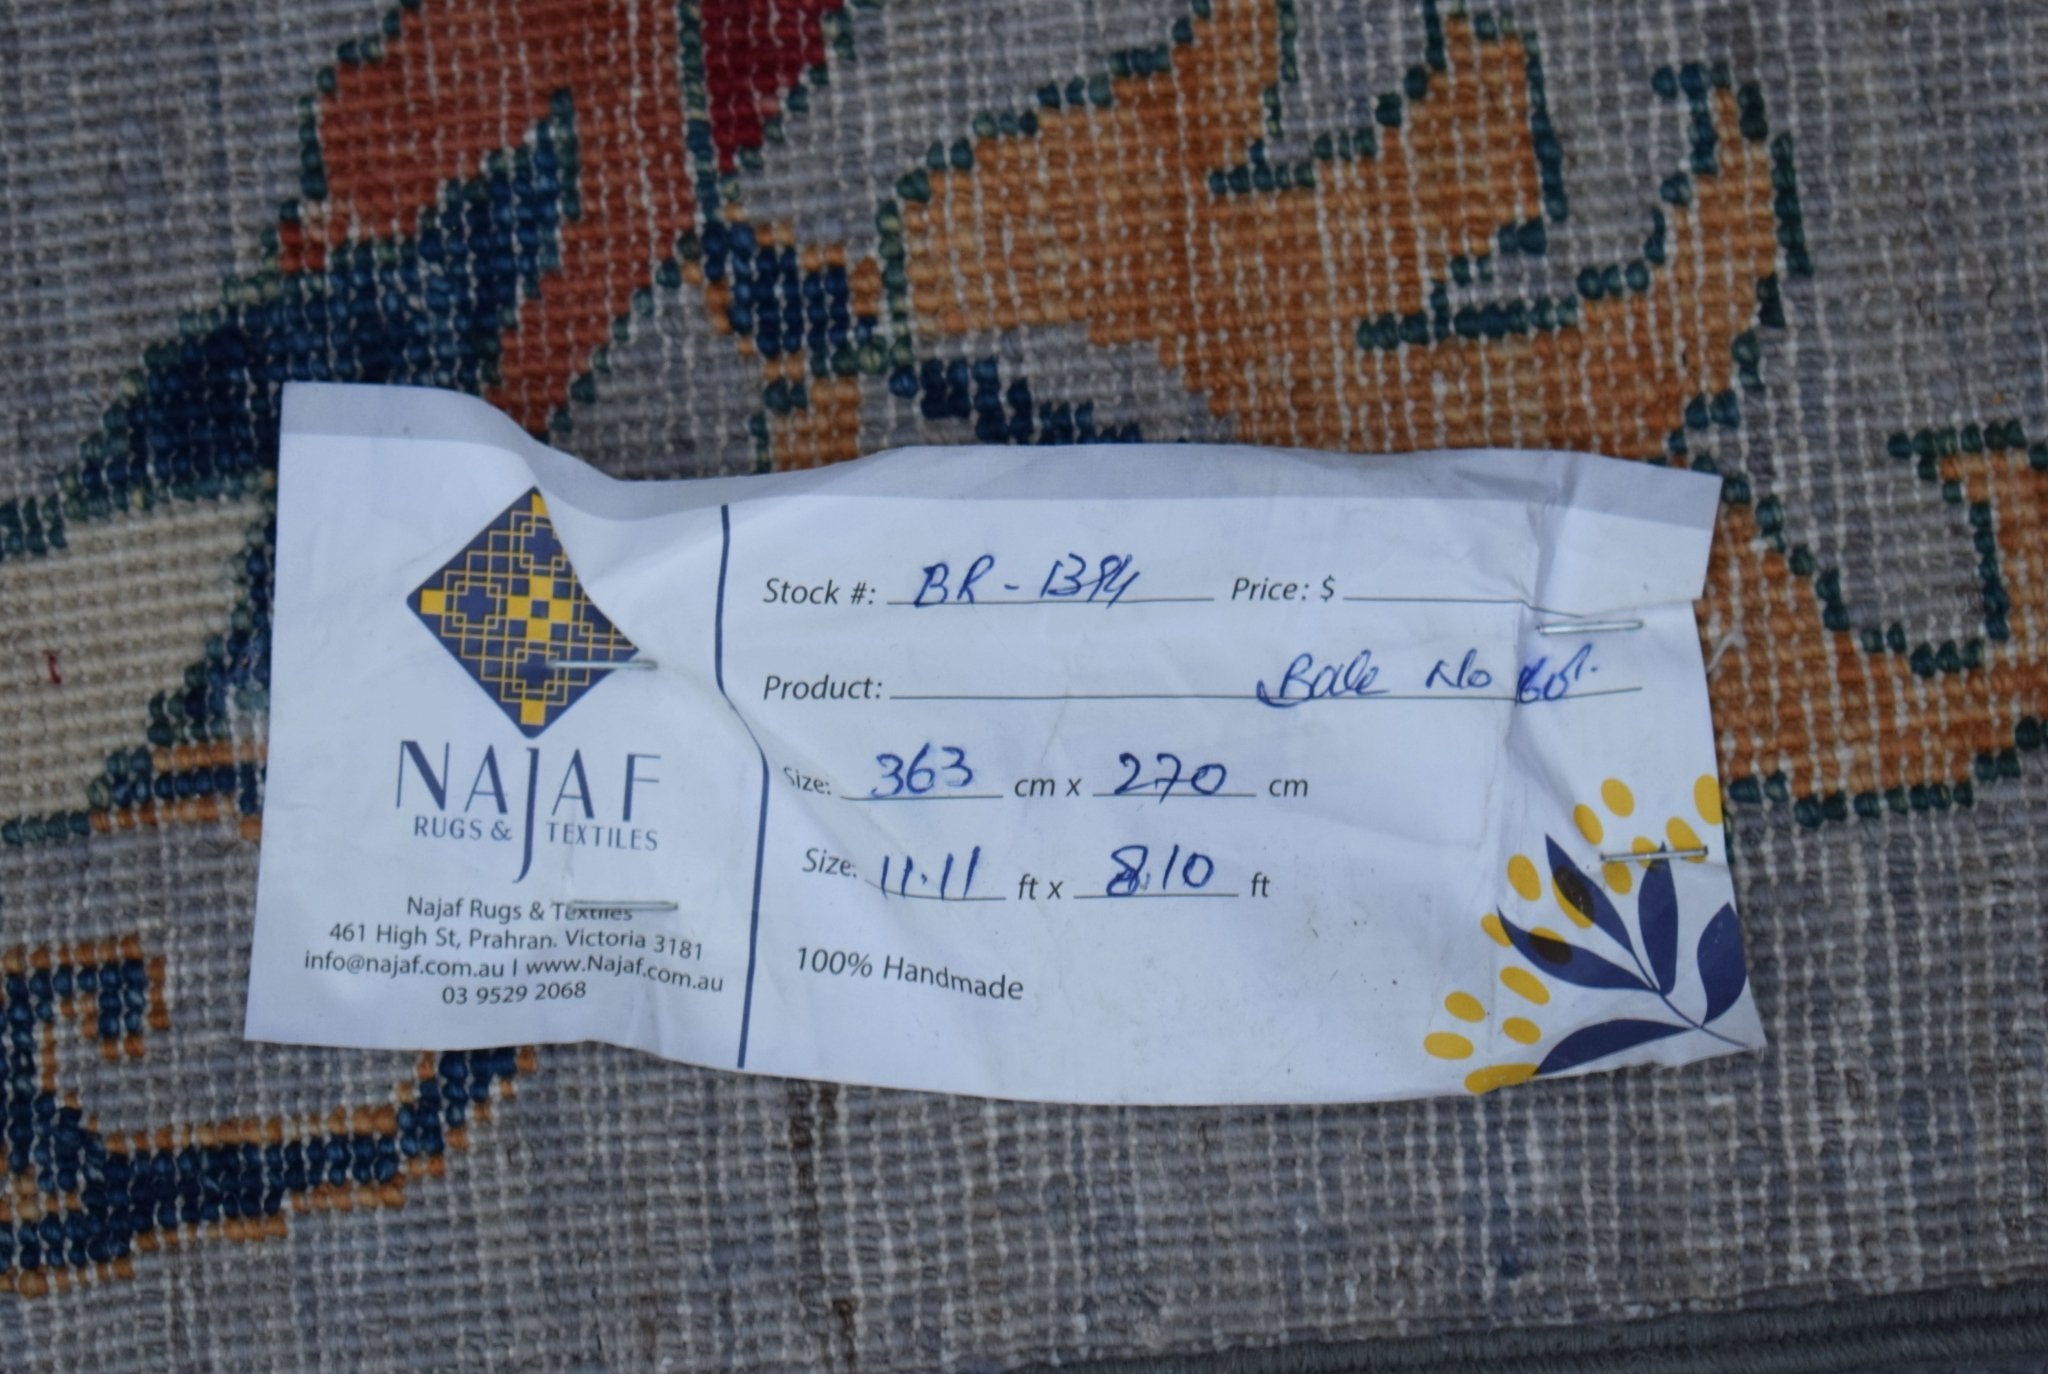 NAJAF
RUGS & TEXTILES
Najaf Rugs & Textiles
461 High St, Prahran. Victoria 3181
info@najaf.com.au | www.Najaf.com.au
03 9529 2068
Stock #: BR - 1394 Price: $
Product: Bale No
Size: 363 cm x 270 cm
Size: 11.11 ft x 8.10 ft
100% Handmade